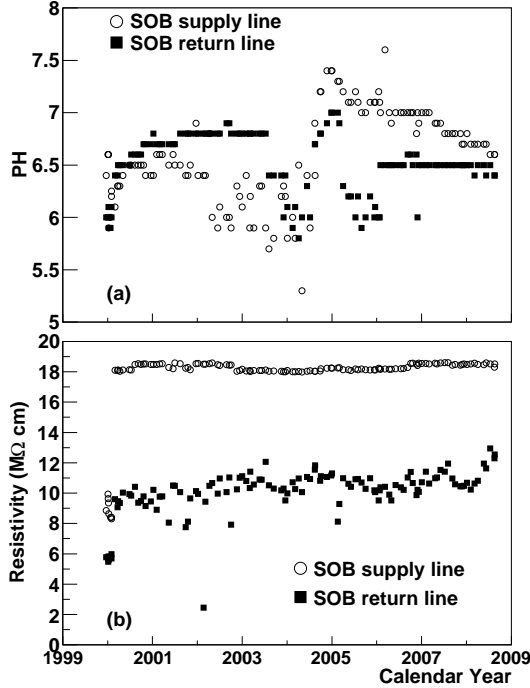 8
7.5
7
6.5
6
5.5
5
PH
SOB supply line
SOB return line
(a)
20
18
16
14
12
10
8
6
4
2
0
Resistivity (MΩ cm)
SOB supply line
SOB return line
(b)
1999 2001 2003 2005 2007 2009
Calendar Year